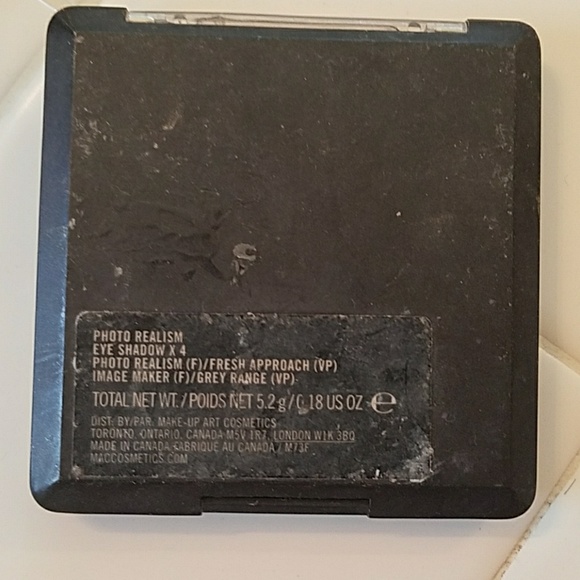 PHOTO REALISM
EYE SHADOW X 4
PHOTO REALISM (F)/FRESH APPROACH (VP)
IMAGE MAKER (F)/GREY RANGE (VP)
TOTAL NET WT. / POIDS NET 5.2 g / 0.18 US OZ e
DIST. BY/PAR. MAKE-UP ART COSMETICS
TORONTO, ONTARIO, CANADA M5V 1R7, LONDON W1K 3BQ
MADE IN CANADA/FABRIQUÉ AU CANADA / M73F
MACCOSMETICS.COM